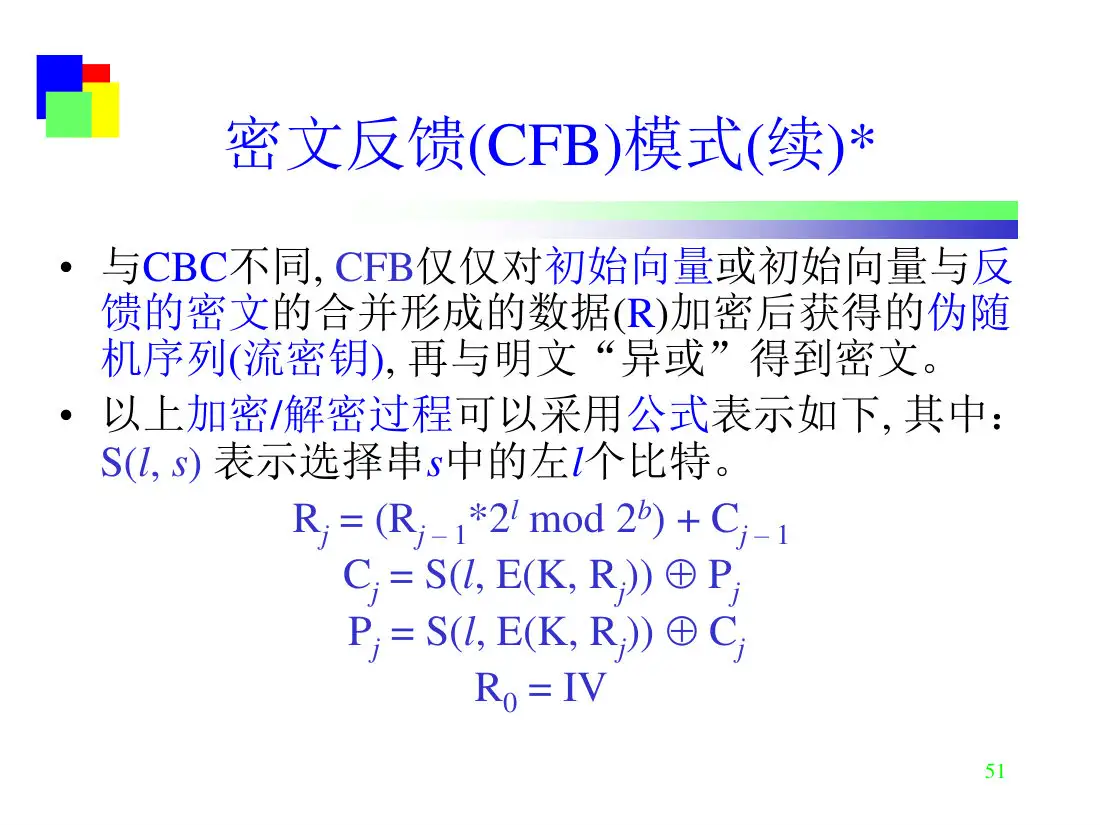 密文反馈(CFB)模式(续)*
• 与CBC不同, CFB仅仅对初始向量或初始向量与反
馈的密文的合并形成的数据(R)加密后获得的伪随
机序列(流密钥), 再与明文“异或”得到密文。
• 以上加密/解密过程可以采用公式表示如下, 其中：
S(l, s) 表示选择串s中的左l个比特。
Rⱼ = (Rⱼ₋₁*2ˡ mod 2ᵇ) + Cⱼ₋₁
Cⱼ = S(l, E(K, Rⱼ)) ⊕ Pⱼ
Pⱼ = S(l, E(K, Rⱼ)) ⊕ Cⱼ
R₀ = IV
51